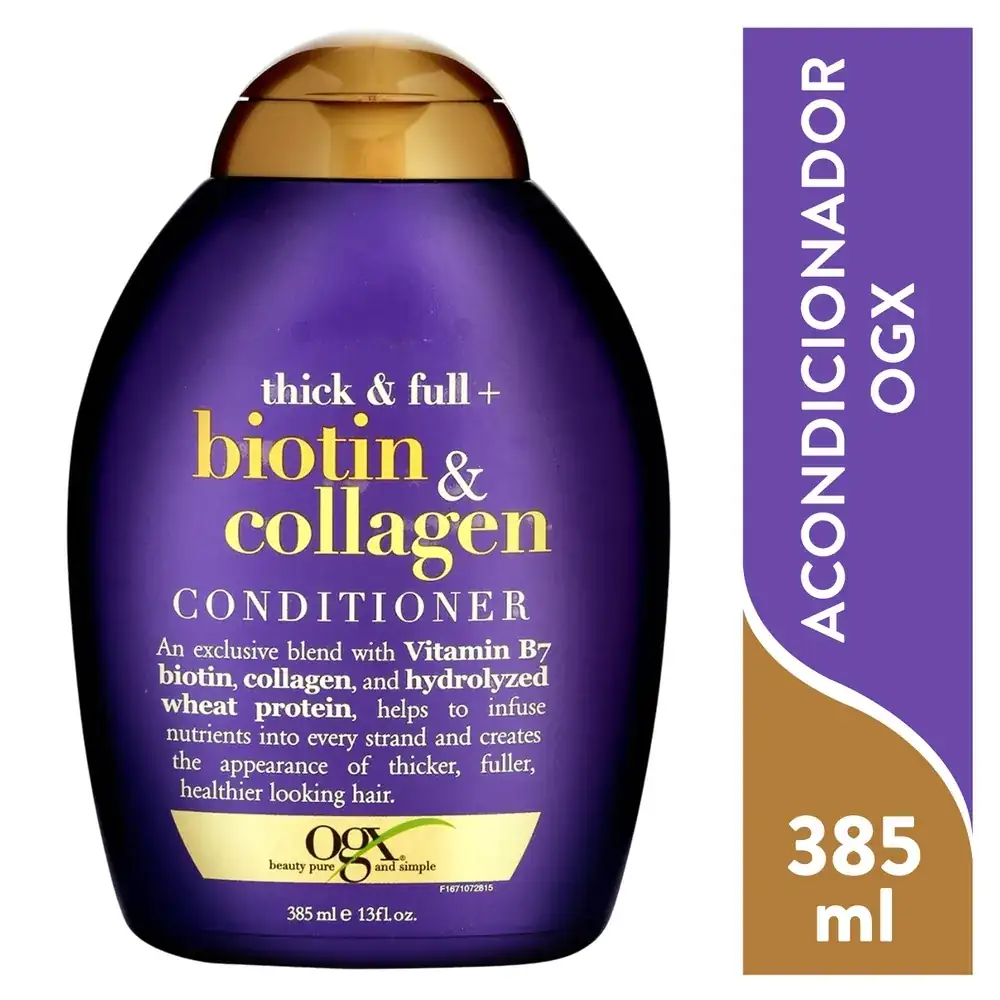 thick & full +
biotin &
collagen
CONDITIONER
An exclusive blend with Vitamin B7
biotin, collagen, and hydrolyzed
wheat protein, helps to infuse
nutrients into every strand and creates
the appearance of thicker, fuller,
healthier looking hair.
ogx®
beauty pure and simple
F1671072815
385 ml e 13fl.oz.
ACONDICIONADOR
OGX
385
ml